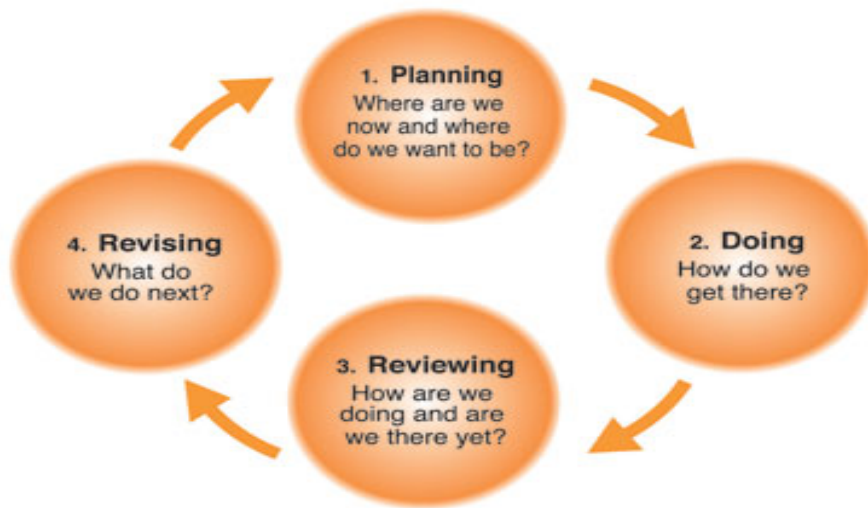 1. Planning
Where are we
now and where
do we want to be?
2. Doing
How do we
get there?
3. Reviewing
How are we
doing and are
we there yet?
4. Revising
What do
we do next?